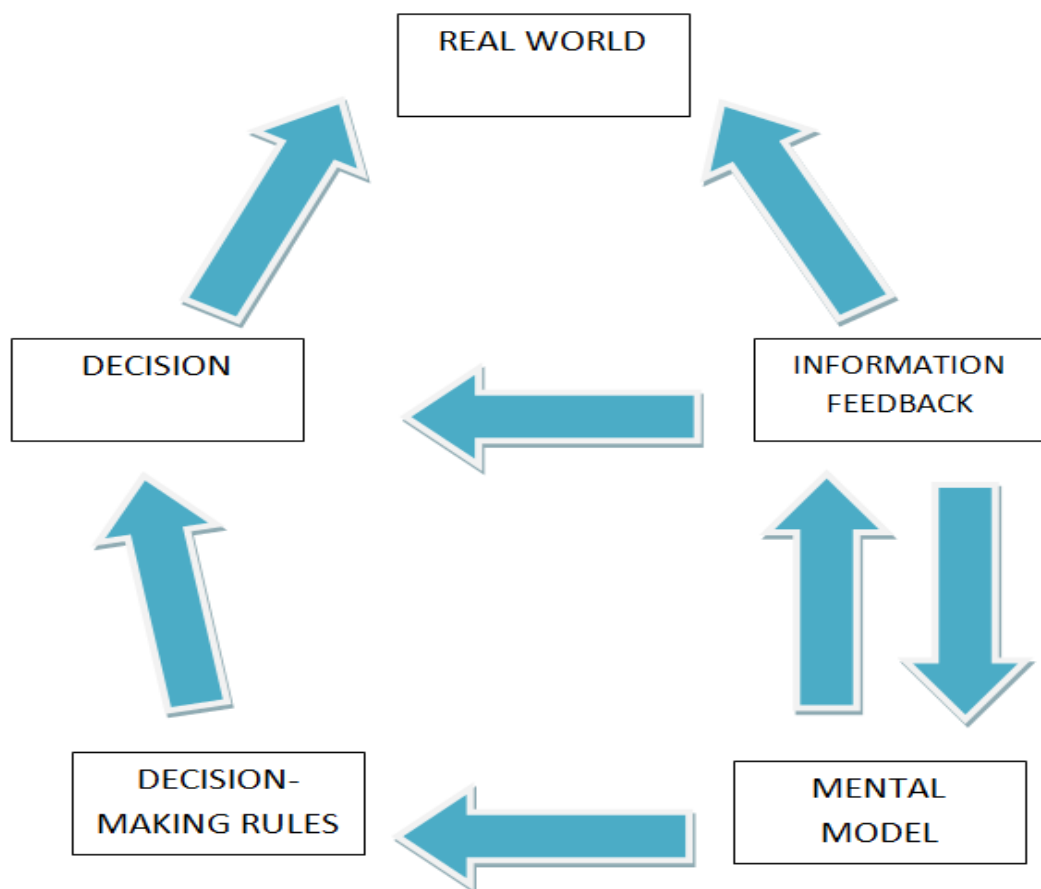 REAL WORLD
DECISION
INFORMATION
FEEDBACK
DECISION-
MAKING RULES
MENTAL
MODEL